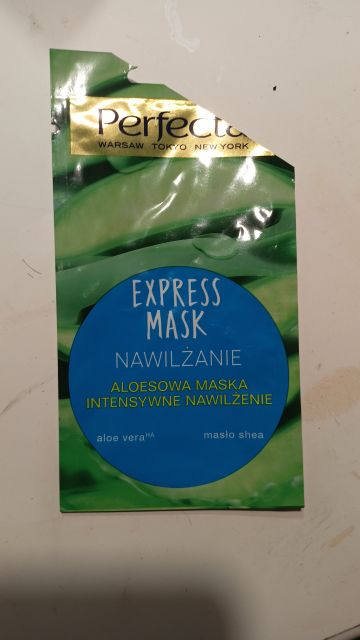 Perfecta
WARSAW TOKYO NEW YORK
EXPRESS
MASK
NAWILŻANIE
ALOESOWA MASKA
INTENSYWNE NAWILŻENIE
aloe vera HA
masło shea